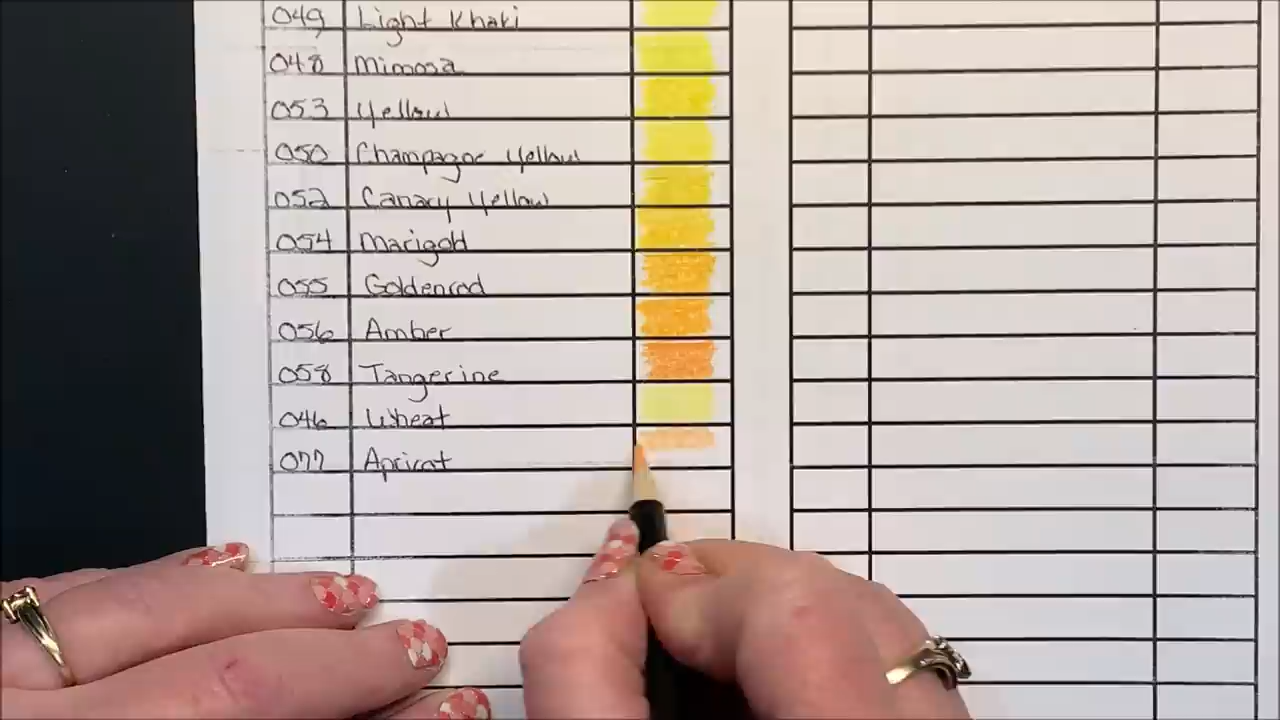 049 Light Khaki
048 Mimosa
053 Yellow
050 Champagne Yellow
052 Canary Yellow
054 Marigold
055 Goldenrod
056 Amber
058 Tangerine
046 Wheat
077 Apricot